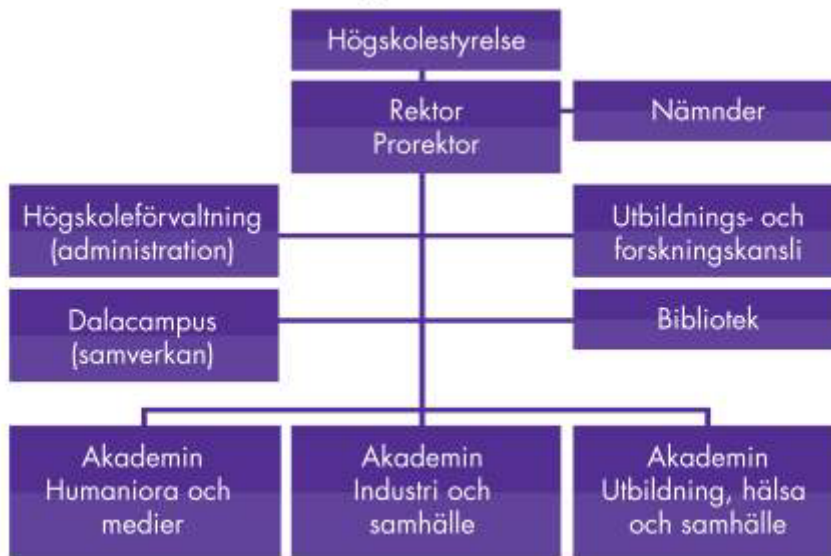 Högskolestyrelse
Rektor
Prorektor
Nämnder
Högskoleförvaltning
(administration)
Utbildnings- och
forskningskansli
Dalacampus
(samverkan)
Bibliotek
Akademin
Humaniora och
medier
Akademin
Industri och
samhälle
Akademin
Utbildning, hälsa
och samhälle